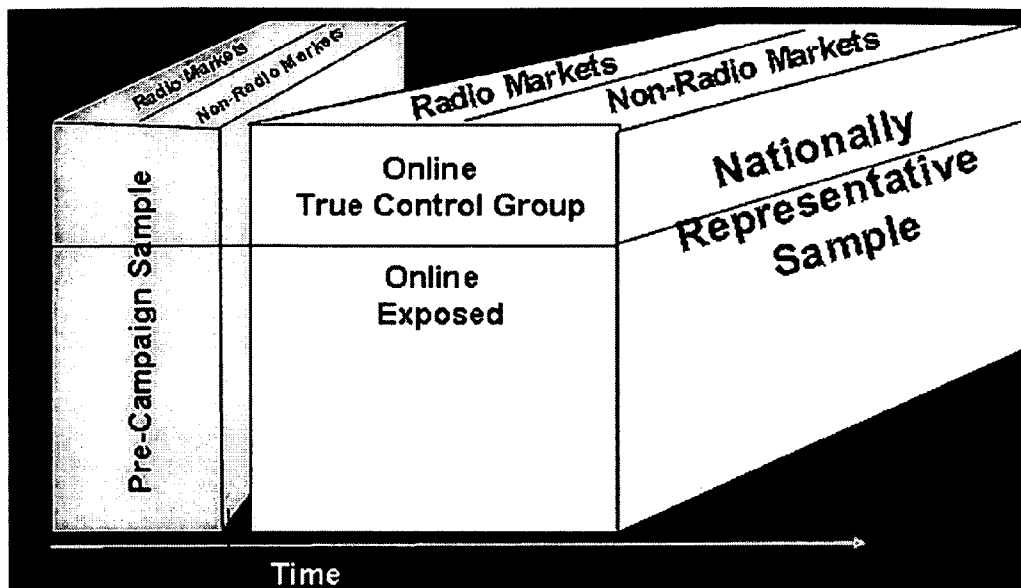 Radio Markets
Non-Radio Markets
Pre-Campaign Sample
Radio Markets
Non-Radio Markets
Online
True Control Group
Online
Exposed
Nationally
Representative
Sample
Time